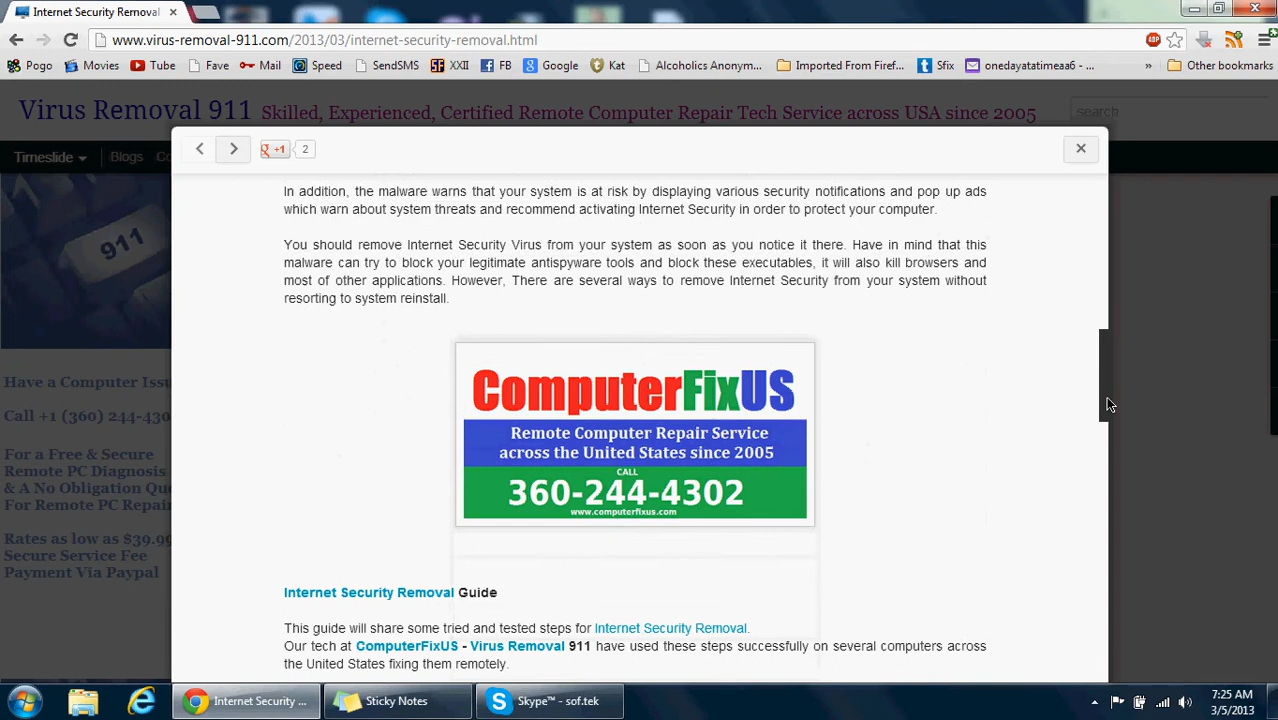 Internet Security Removal
www.virus-removal-911.com/2013/03/internet-security-removal.html
Pogo Movies Tube Fave Mail Speed SendSMS XXII FB Google Kat Alcoholics Anonym... Imported From Firef... Sfix onedayatatimeaa6 - ... » Other bookmarks
Virus Removal 911 Skilled, Experienced, Certified Remote Computer Repair Tech Service across USA since 2005
search
Timeslide Blogs
+1 2
911
In addition, the malware warns that your system is at risk by displaying various security notifications and pop up ads
which warn about system threats and recommend activating Internet Security in order to protect your computer.
You should remove Internet Security Virus from your system as soon as you notice it there. Have in mind that this
malware can try to block your legitimate antispyware tools and block these executables, it will also kill browsers and
most of other applications. However, There are several ways to remove Internet Security from your system without
resorting to system reinstall.
Have a Computer Issu
Call +1 (360) 244-430
For a Free & Secure
Remote PC Diagnosis
& A No Obligation Quo
For Remote PC Repair
Rates as low as $39.99
Secure Service Fee
Payment Via Paypal
ComputerFixUS
Remote Computer Repair Service
across the United States since 2005
CALL
360-244-4302
www.computerfixus.com
Internet Security Removal Guide
This guide will share some tried and tested steps for Internet Security Removal.
Our tech at ComputerFixUS - Virus Removal 911 have used these steps successfully on several computers across
the United States fixing them remotely.
Internet Security ... Sticky Notes Skype™ - sof.tek
7:25 AM
3/5/2013